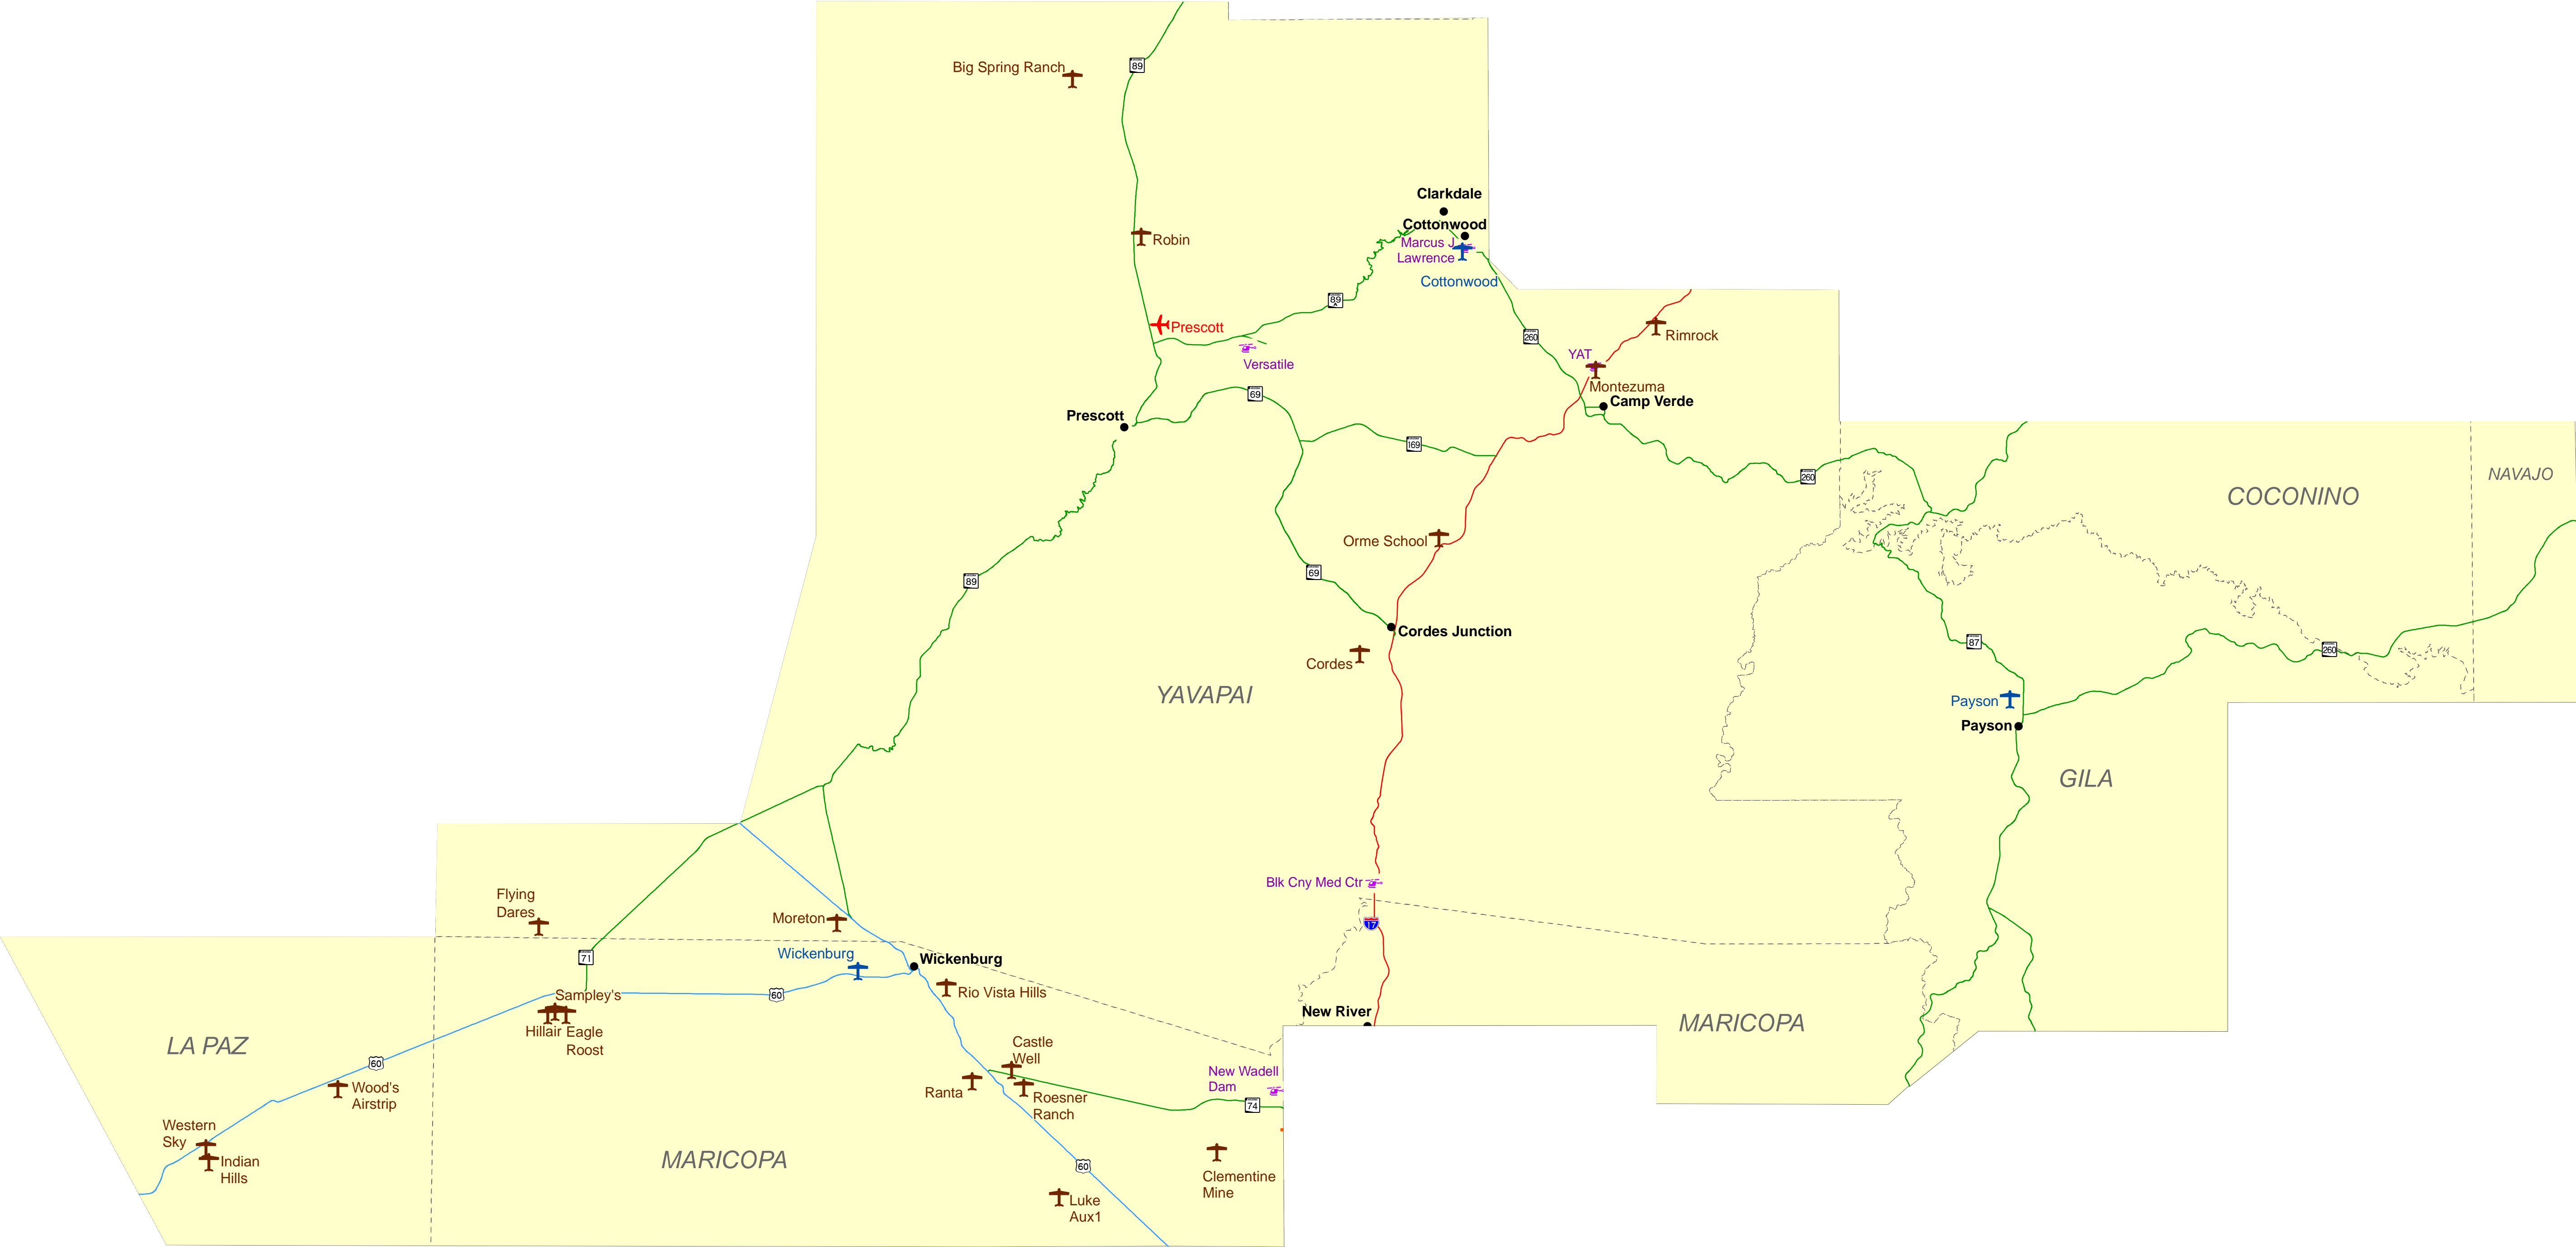 Big Spring Ranch
89
Clarkdale
Cottonwood
Marcus J
Lawrence
Cottonwood
Robin
89
A
Prescott
Versatile
260
Rimrock
YAT
Montezuma
Camp Verde
Prescott
69
169
260
NAVAJO
COCONINO
Orme School
69
89
Cordes Junction
Cordes
87
260
YAVAPAI
Payson
Payson
GILA
Blk Cny Med Ctr
17
Flying
Dares
Moreton
Wickenburg
Wickenburg
71
60
Sampley's
Rio Vista Hills
New River
MARICOPA
Hillair Eagle
Roost
LA PAZ
60
Castle
Well
Wood's
Airstrip
Ranta
Roesner
Ranch
New Wadell
Dam
74
Western
Sky
Indian
Hills
MARICOPA
60
Clementine
Mine
Luke
Aux1